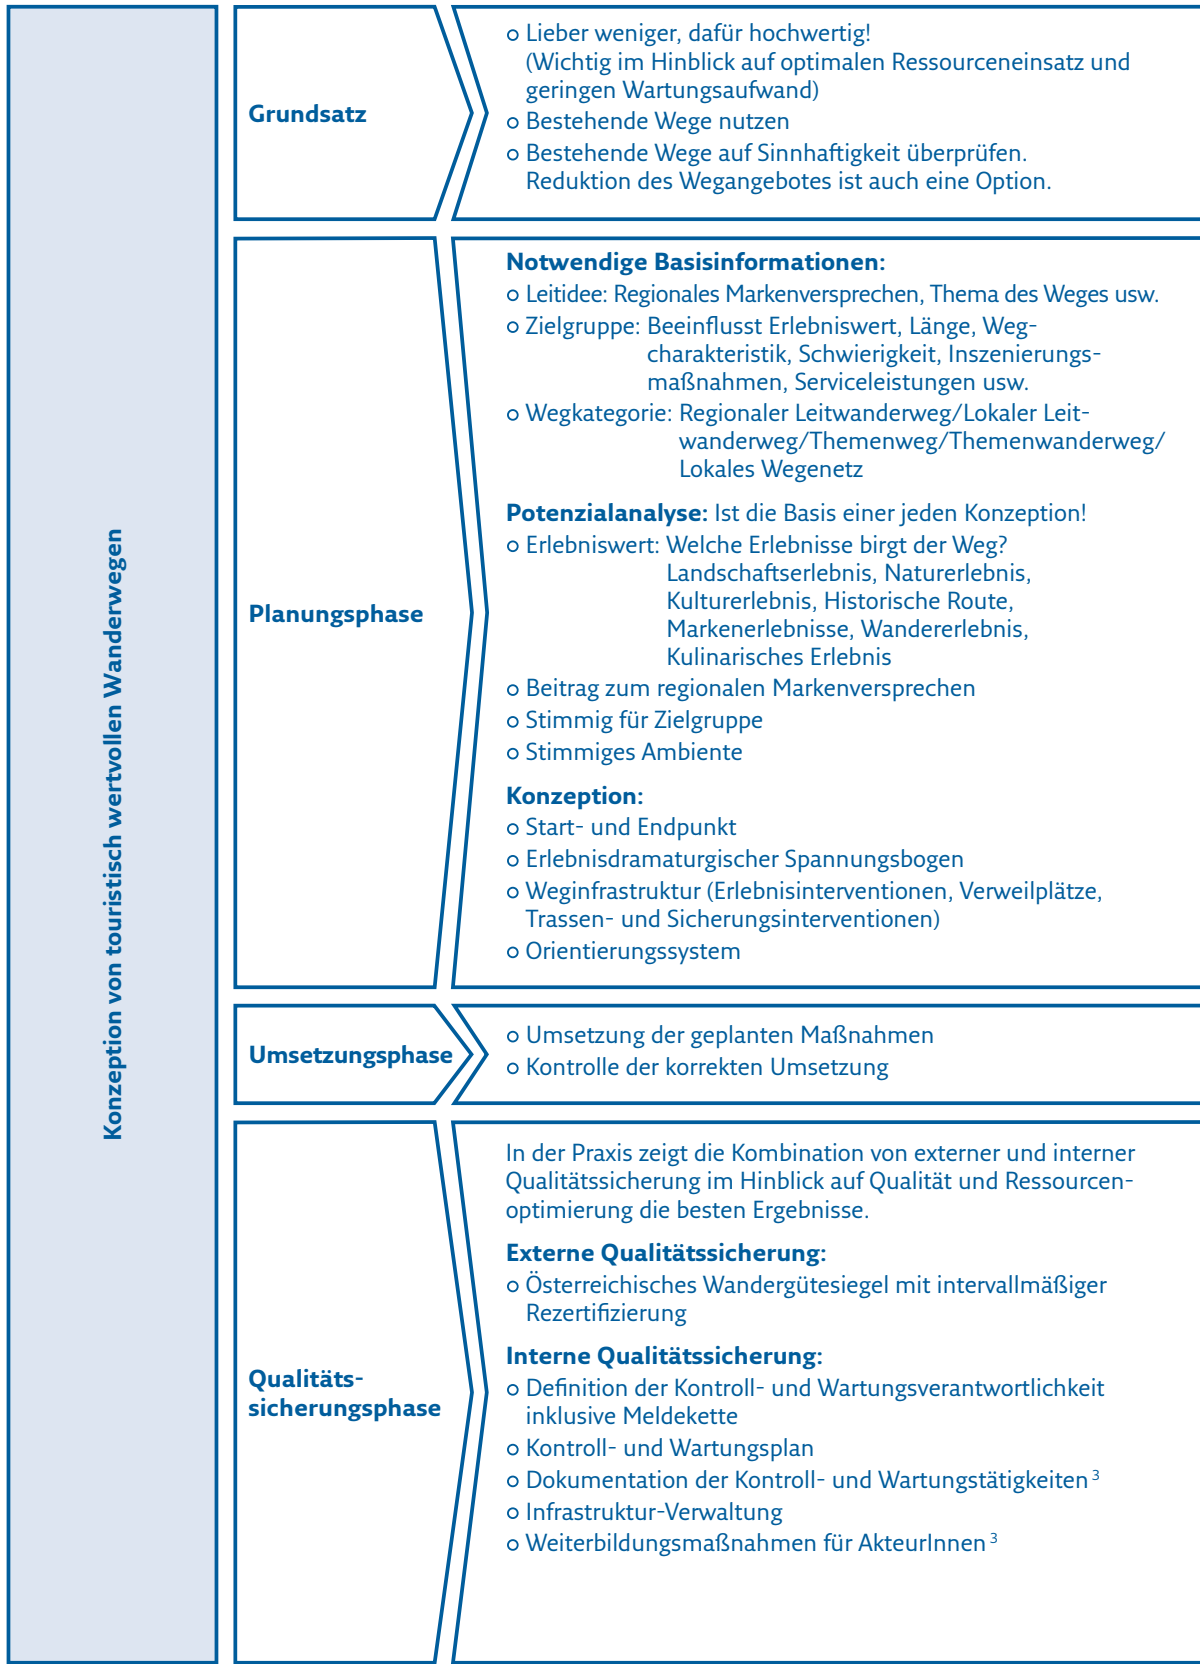 Konzeption von touristisch wertvollen Wanderwegen
Grundsatz
o Lieber weniger, dafür hochwertig!
(Wichtig im Hinblick auf optimalen Ressourceneinsatz und
geringen Wartungsaufwand)
o Bestehende Wege nutzen
o Bestehende Wege auf Sinnhaftigkeit überprüfen.
Reduktion des Wegangebotes ist auch eine Option.
Planungsphase
Notwendige Basisinformationen:
o Leitidee: Regionales Markenversprechen, Thema des Weges usw.
o Zielgruppe: Beeinflusst Erlebniswert, Länge, Weg-
charakteristik, Schwierigkeit, Inszenierungs-
maßnahmen, Serviceleistungen usw.
o Wegkategorie: Regionaler Leitwanderweg/Lokaler Leit-
wanderweg/Themenweg/Themenwanderweg/
Lokales Wegenetz
Potenzialanalyse: Ist die Basis einer jeden Konzeption!
o Erlebniswert: Welche Erlebnisse birgt der Weg?
Landschaftserlebnis, Naturerlebnis,
Kulturerlebnis, Historische Route,
Markenerlebnisse, Wandererlebnis,
Kulinarisches Erlebnis
o Beitrag zum regionalen Markenversprechen
o Stimmig für Zielgruppe
o Stimmiges Ambiente
Konzeption:
o Start- und Endpunkt
o Erlebnisdramaturgischer Spannungsbogen
o Weginfrastruktur (Erlebnisinterventionen, Verweilplätze,
Trassen- und Sicherungsinterventionen)
o Orientierungssystem
Umsetzungsphase
o Umsetzung der geplanten Maßnahmen
o Kontrolle der korrekten Umsetzung
Qualitäts-
sicherungsphase
In der Praxis zeigt die Kombination von externer und interner
Qualitätssicherung im Hinblick auf Qualität und Ressourcen-
optimierung die besten Ergebnisse.
Externe Qualitätssicherung:
o Österreichisches Wandergütesiegel mit intervallmäßiger
Rezertifizierung
Interne Qualitätssicherung:
o Definition der Kontroll- und Wartungsverantwortlichkeit
inklusive Meldekette
o Kontroll- und Wartungsplan
o Dokumentation der Kontroll- und Wartungstätigkeiten ³
o Infrastruktur-Verwaltung
o Weiterbildungsmaßnahmen für AkteurInnen ³